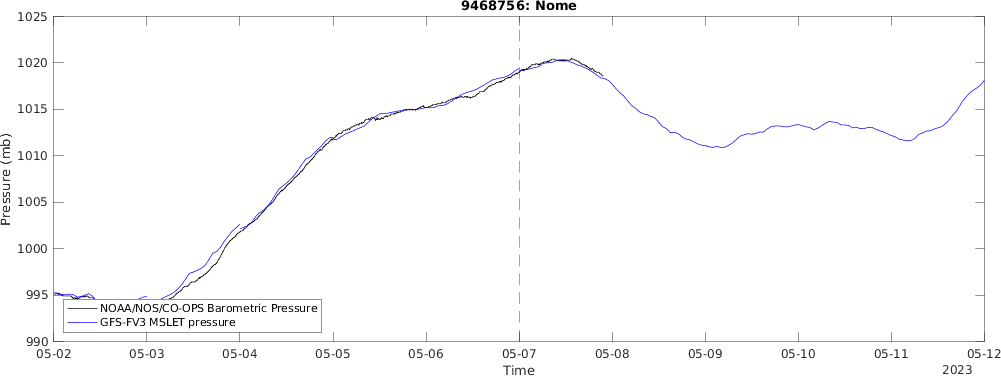 9468756: Nome
1025
1020
1015
1010
1005
1000
995
990
Pressure (mb)
NOAA/NOS/CO-OPS Barometric Pressure
GFS-FV3 MSLET pressure
05-02 05-03 05-04 05-05 05-06 05-07 05-08 05-09 05-10 05-11 05-12
Time
2023